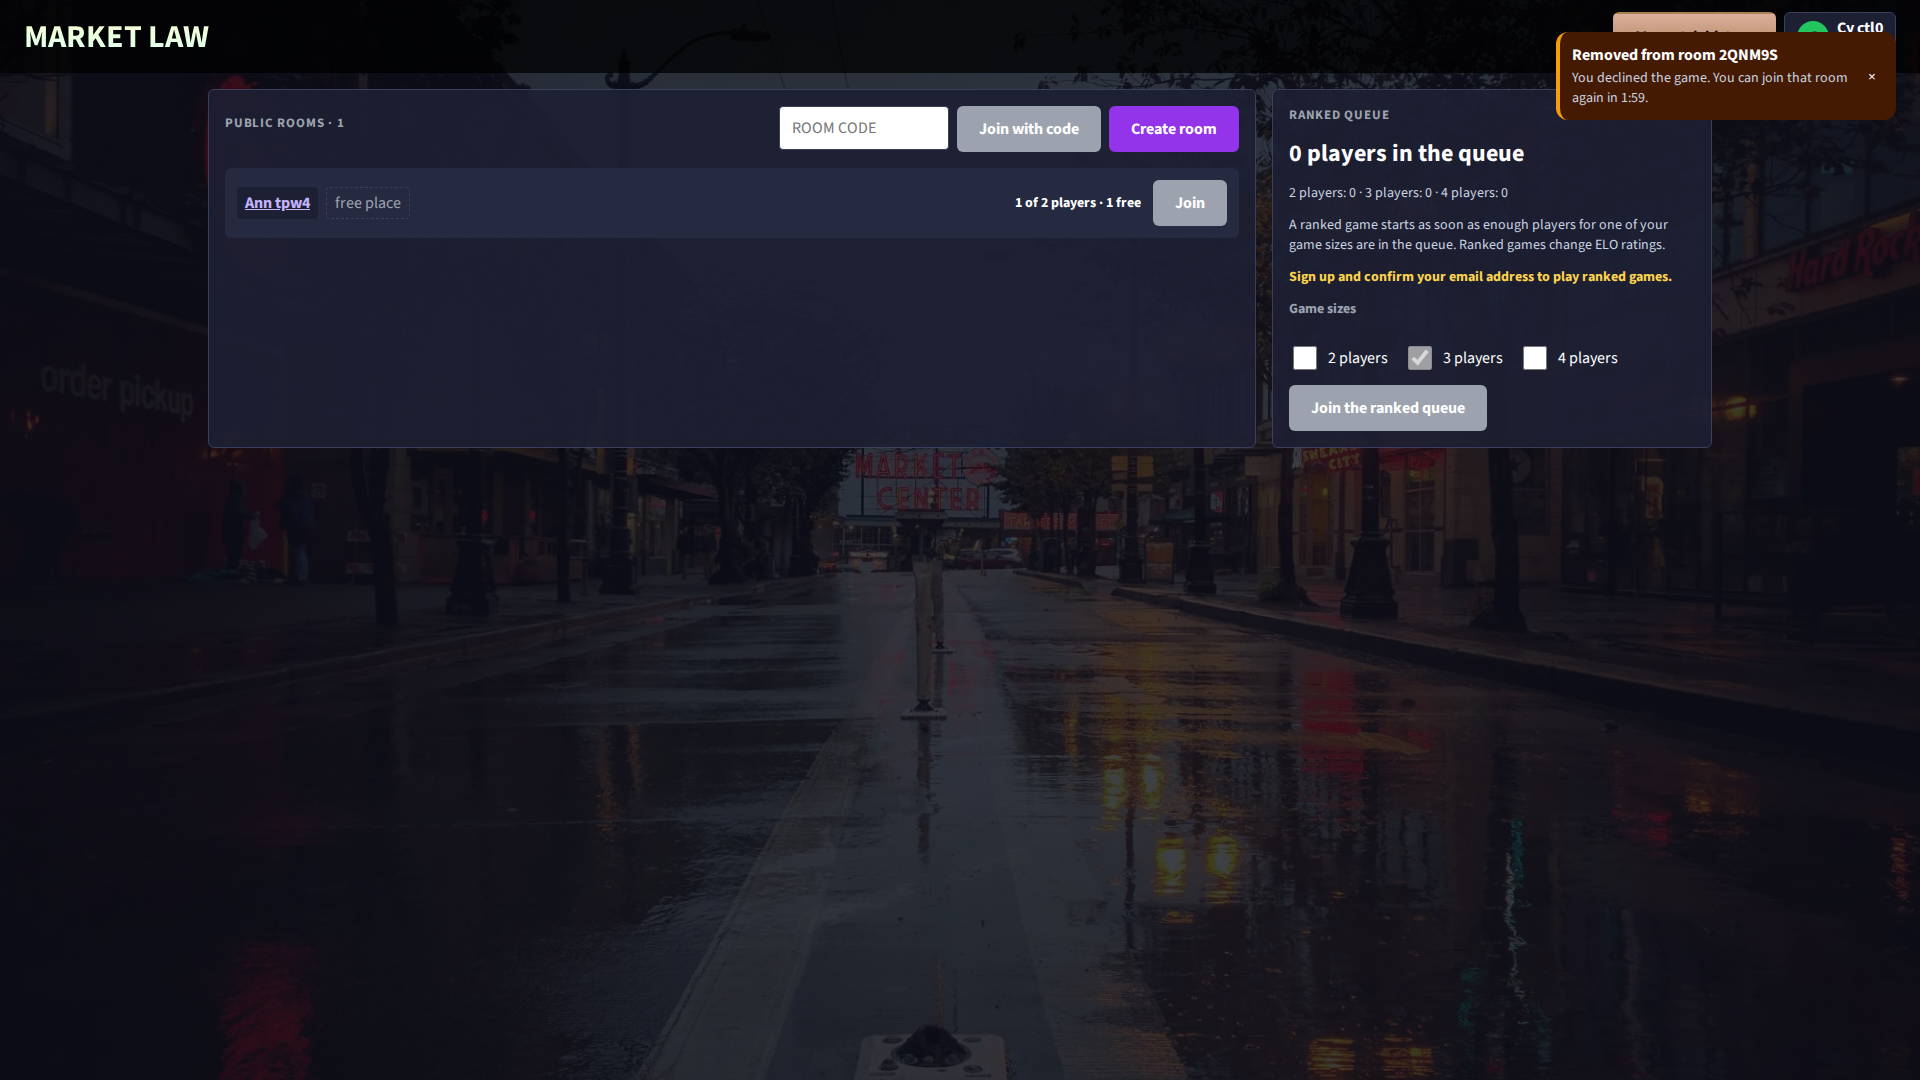 MARKET LAW
Cy ctl0
Removed from room 2QNM9S
You declined the game. You can join that room
again in 1:59.
×
PUBLIC ROOMS · 1
ROOM CODE
Join with code
Create room
Ann tpw4
free place
1 of 2 players · 1 free
Join
RANKED QUEUE
0 players in the queue
2 players: 0 · 3 players: 0 · 4 players: 0
A ranked game starts as soon as enough players for one of your
game sizes are in the queue. Ranked games change ELO ratings.
Sign up and confirm your email address to play ranked games.
Game sizes
2 players
3 players
4 players
Join the ranked queue
order pickup
Hard Rock
MARKET
CENTER